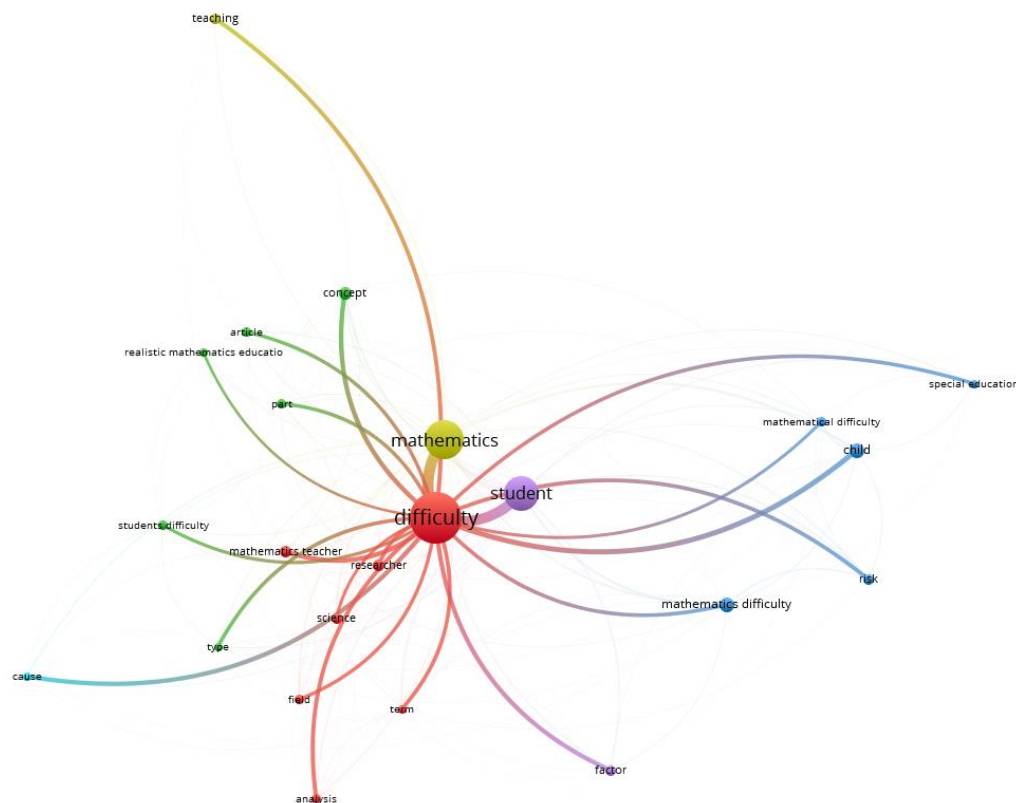 teaching
concept
article
realistic mathematics educatio
special education
part
mathematical difficulty
mathematics
child
student
difficulty
students difficulty
mathematics teacher
researcher
risk
mathematics difficulty
science
type
cause
field
term
factor
analysis